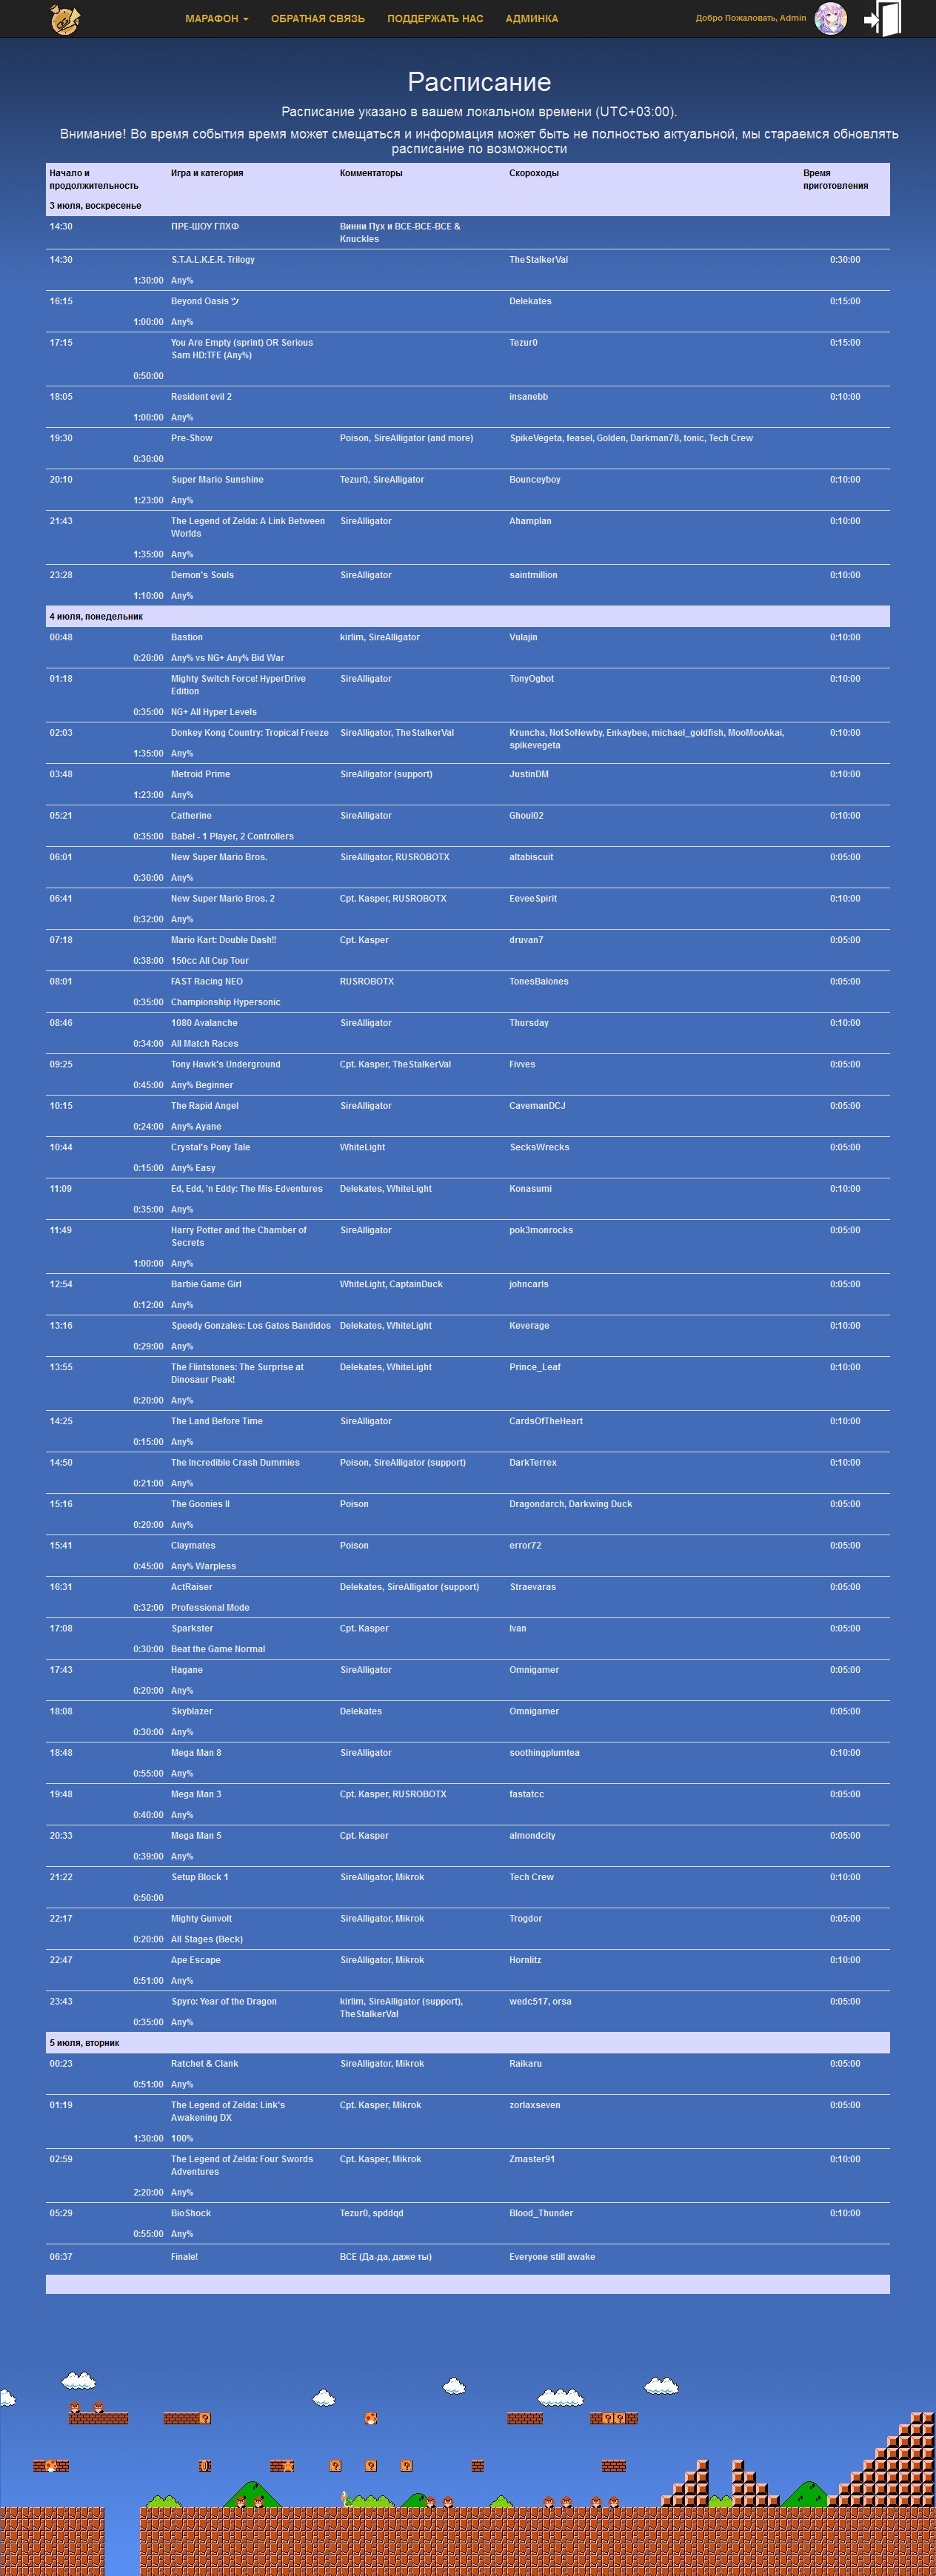 МАРАФОН ОБРАТНАЯ СВЯЗЬ ПОДДЕРЖАТЬ НАС АДМИНКА Добро Пожаловать, Admin
Расписание
Расписание указано в вашем локальном времени (UTC+03:00).
Внимание! Во время события время может смещаться и информация может быть не полностью актуальной, мы стараемся обновлять
расписание по возможности
Начало и Игра и категория Комментаторы Скороходы Время
продолжительность приготовления
3 июля, воскресенье
14:30 ПРЕ-ШОУ ГЛХФ Винни Пух и ВСЕ-ВСЕ-ВСЕ &
Knuckles
14:30 S.T.A.L.K.E.R. Trilogy TheStalkerVal 0:30:00
1:30:00 Any%
16:15 Beyond Oasis ツ Delekates 0:15:00
1:00:00 Any%
17:15 You Are Empty (sprint) OR Serious Tezur0 0:15:00
Sam HD:TFE (Any%)
0:50:00
18:05 Resident evil 2 insanebb 0:10:00
1:00:00 Any%
19:30 Pre-Show Poison, SireAlligator (and more) SpikeVegeta, feasel, Golden, Darkman78, tonic, Tech Crew
0:30:00
20:10 Super Mario Sunshine Tezur0, SireAlligator Bounceyboy 0:10:00
1:23:00 Any%
21:43 The Legend of Zelda: A Link Between SireAlligator Ahamplan 0:10:00
Worlds
1:35:00 Any%
23:28 Demon's Souls SireAlligator saintmillion 0:10:00
1:10:00 Any%
4 июля, понедельник
00:48 Bastion kirlim, SireAlligator Vulajin 0:10:00
0:20:00 Any% vs NG+ Any% Bid War
01:18 Mighty Switch Force! HyperDrive SireAlligator TonyOgbot 0:10:00
Edition
0:35:00 NG+ All Hyper Levels
02:03 Donkey Kong Country: Tropical Freeze SireAlligator, TheStalkerVal Kruncha, NotSoNewby, Enkaybee, michael_goldfish, MooMooAkai, 0:10:00
spikevegeta
1:35:00 Any%
03:48 Metroid Prime SireAlligator (support) JustinDM 0:10:00
1:23:00 Any%
05:21 Catherine SireAlligator Ghoul02 0:10:00
0:35:00 Babel - 1 Player, 2 Controllers
06:01 New Super Mario Bros. SireAlligator, RUSROBOTX altabiscuit 0:05:00
0:30:00 Any%
06:41 New Super Mario Bros. 2 Cpt. Kasper, RUSROBOTX EeveeSpirit 0:10:00
0:32:00 Any%
07:18 Mario Kart: Double Dash!! Cpt. Kasper druvan7 0:05:00
0:38:00 150cc All Cup Tour
08:01 FAST Racing NEO RUSROBOTX TonesBalones 0:05:00
0:35:00 Championship Hypersonic
08:46 1080 Avalanche SireAlligator Thursday 0:10:00
0:34:00 All Match Races
09:25 Tony Hawk's Underground Cpt. Kasper, TheStalkerVal Fivves 0:05:00
0:45:00 Any% Beginner
10:15 The Rapid Angel SireAlligator CavemanDCJ 0:05:00
0:24:00 Any% Ayane
10:44 Crystal's Pony Tale WhiteLight SecksWrecks 0:05:00
0:15:00 Any% Easy
11:09 Ed, Edd, 'n Eddy: The Mis-Edventures Delekates, WhiteLight Konasumi 0:10:00
0:35:00 Any%
11:49 Harry Potter and the Chamber of SireAlligator pok3monrocks 0:05:00
Secrets
1:00:00 Any%
12:54 Barbie Game Girl WhiteLight, CaptainDuck johncarls 0:05:00
0:12:00 Any%
13:16 Speedy Gonzales: Los Gatos Bandidos Delekates, WhiteLight Keverage 0:10:00
0:29:00 Any%
13:55 The Flintstones: The Surprise at Delekates, WhiteLight Prince_Leaf 0:10:00
Dinosaur Peak!
0:20:00 Any%
14:25 The Land Before Time SireAlligator CardsOfTheHeart 0:10:00
0:15:00 Any%
14:50 The Incredible Crash Dummies Poison, SireAlligator (support) DarkTerrex 0:10:00
0:21:00 Any%
15:16 The Goonies II Poison Dragondarch, Darkwing Duck 0:05:00
0:20:00 Any%
15:41 Claymates Poison error72 0:05:00
0:45:00 Any% Warpless
16:31 ActRaiser Delekates, SireAlligator (support) Straevaras 0:05:00
0:32:00 Professional Mode
17:08 Sparkster Cpt. Kasper Ivan 0:05:00
0:30:00 Beat the Game Normal
17:43 Hagane SireAlligator Omnigamer 0:05:00
0:20:00 Any%
18:08 Skyblazer Delekates Omnigamer 0:05:00
0:30:00 Any%
18:48 Mega Man 8 SireAlligator soothingplumtea 0:10:00
0:55:00 Any%
19:48 Mega Man 3 Cpt. Kasper, RUSROBOTX fastatcc 0:05:00
0:40:00 Any%
20:33 Mega Man 5 Cpt. Kasper almondcity 0:05:00
0:39:00 Any%
21:22 Setup Block 1 SireAlligator, Mikrok Tech Crew 0:10:00
0:50:00
22:17 Mighty Gunvolt SireAlligator, Mikrok Trogdor 0:05:00
0:20:00 All Stages (Beck)
22:47 Ape Escape SireAlligator, Mikrok Hornlitz 0:10:00
0:51:00 Any%
23:43 Spyro: Year of the Dragon kirlim, SireAlligator (support), wedc517, orsa 0:05:00
TheStalkerVal
0:35:00 Any%
5 июля, вторник
00:23 Ratchet & Clank SireAlligator, Mikrok Raikaru 0:05:00
0:51:00 Any%
01:19 The Legend of Zelda: Link's Cpt. Kasper, Mikrok zorlaxseven 0:05:00
Awakening DX
1:30:00 100%
02:59 The Legend of Zelda: Four Swords Cpt. Kasper, Mikrok Zmaster91 0:10:00
Adventures
2:20:00 Any%
05:29 BioShock Tezur0, spddqd Blood_Thunder 0:10:00
0:55:00 Any%
06:37 Finale! ВСЕ (Да-да, даже ты) Everyone still awake